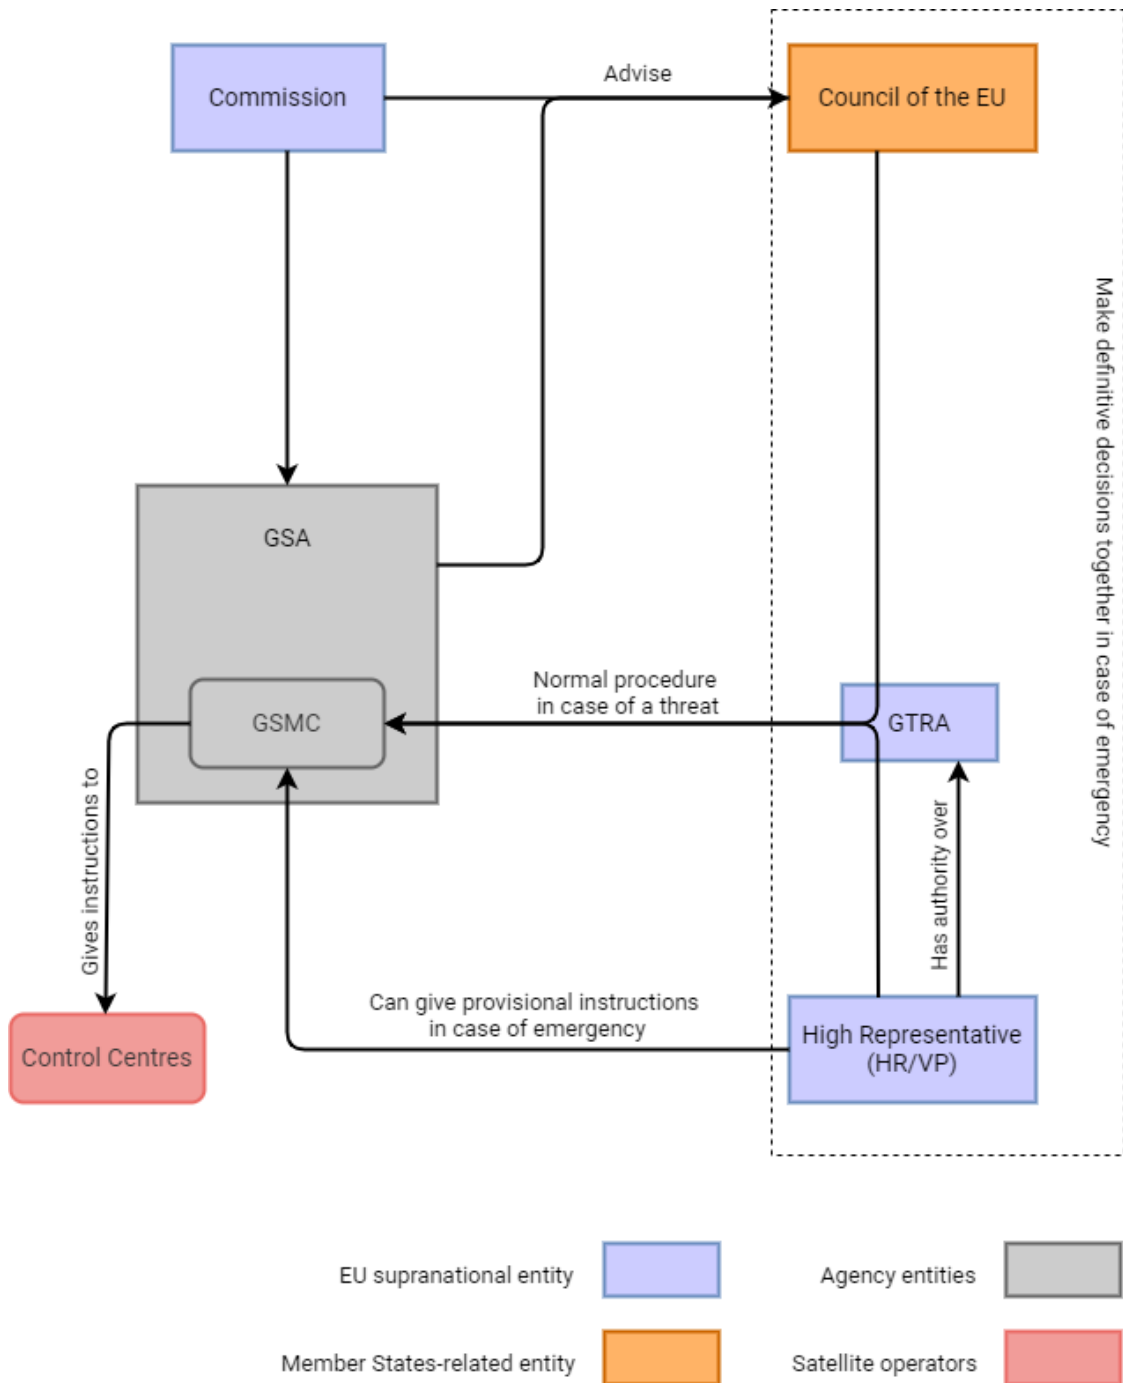 Commission
Advise
Council of the EU
Make definitive decisions together in case of emergency
GSA
Normal procedure
in case of a threat
GSMC
GTRA
Gives instructions to
Has authority over
Can give provisional instructions
in case of emergency
High Representative
(HR/VP)
Control Centres
EU supranational entity
Agency entities
Member States-related entity
Satellite operators